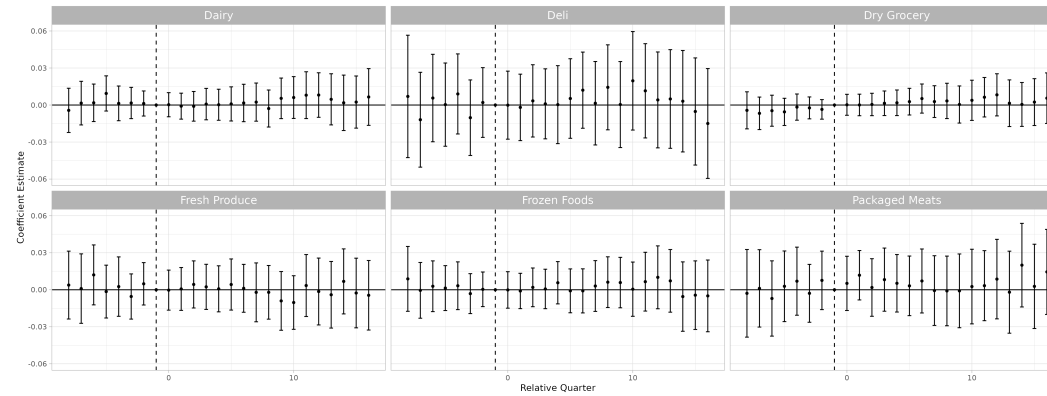 Dairy
Deli
Dry Grocery
0.06
0.03
0.00
-0.03
-0.06
Fresh Produce
Frozen Foods
Packaged Meats
0.06
0.03
0.00
-0.03
-0.06
0
10
0
10
0
10
Relative Quarter
Coefficient Estimate